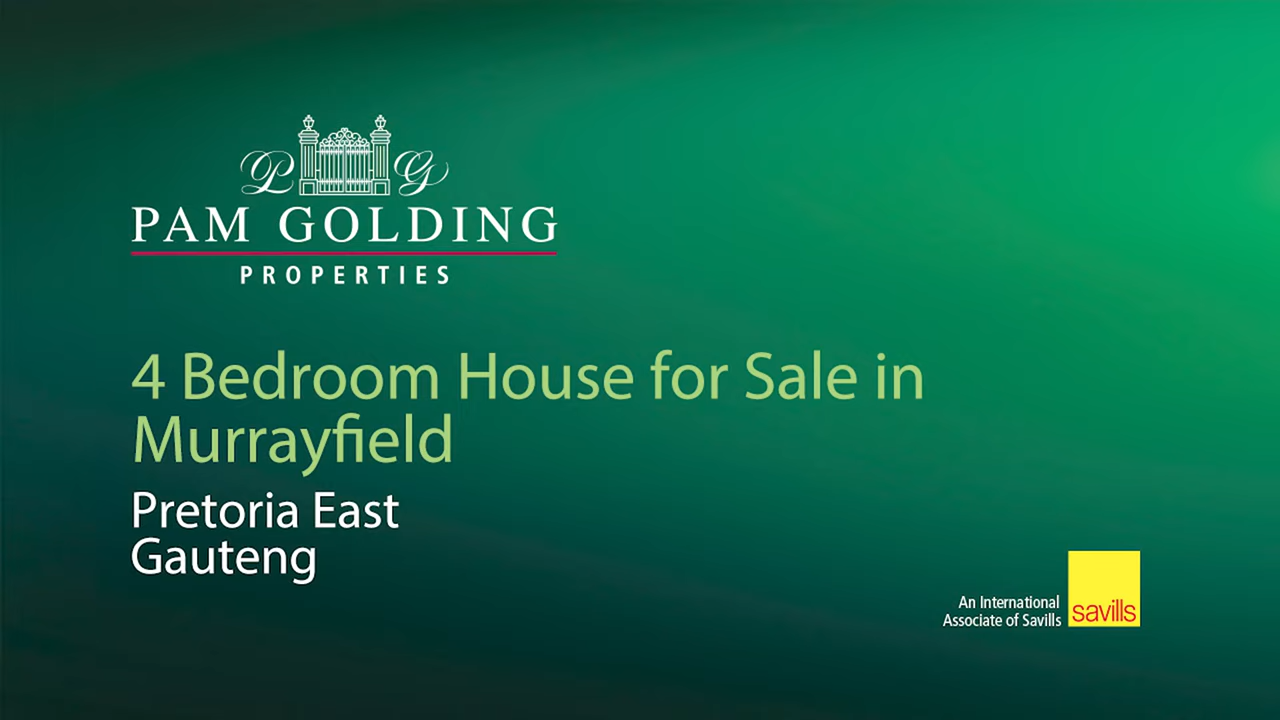 P G
PAM GOLDING
PROPERTIES
4 Bedroom House for Sale in
Murrayfield
Pretoria East
Gauteng
An International
Associate of Savills
savills